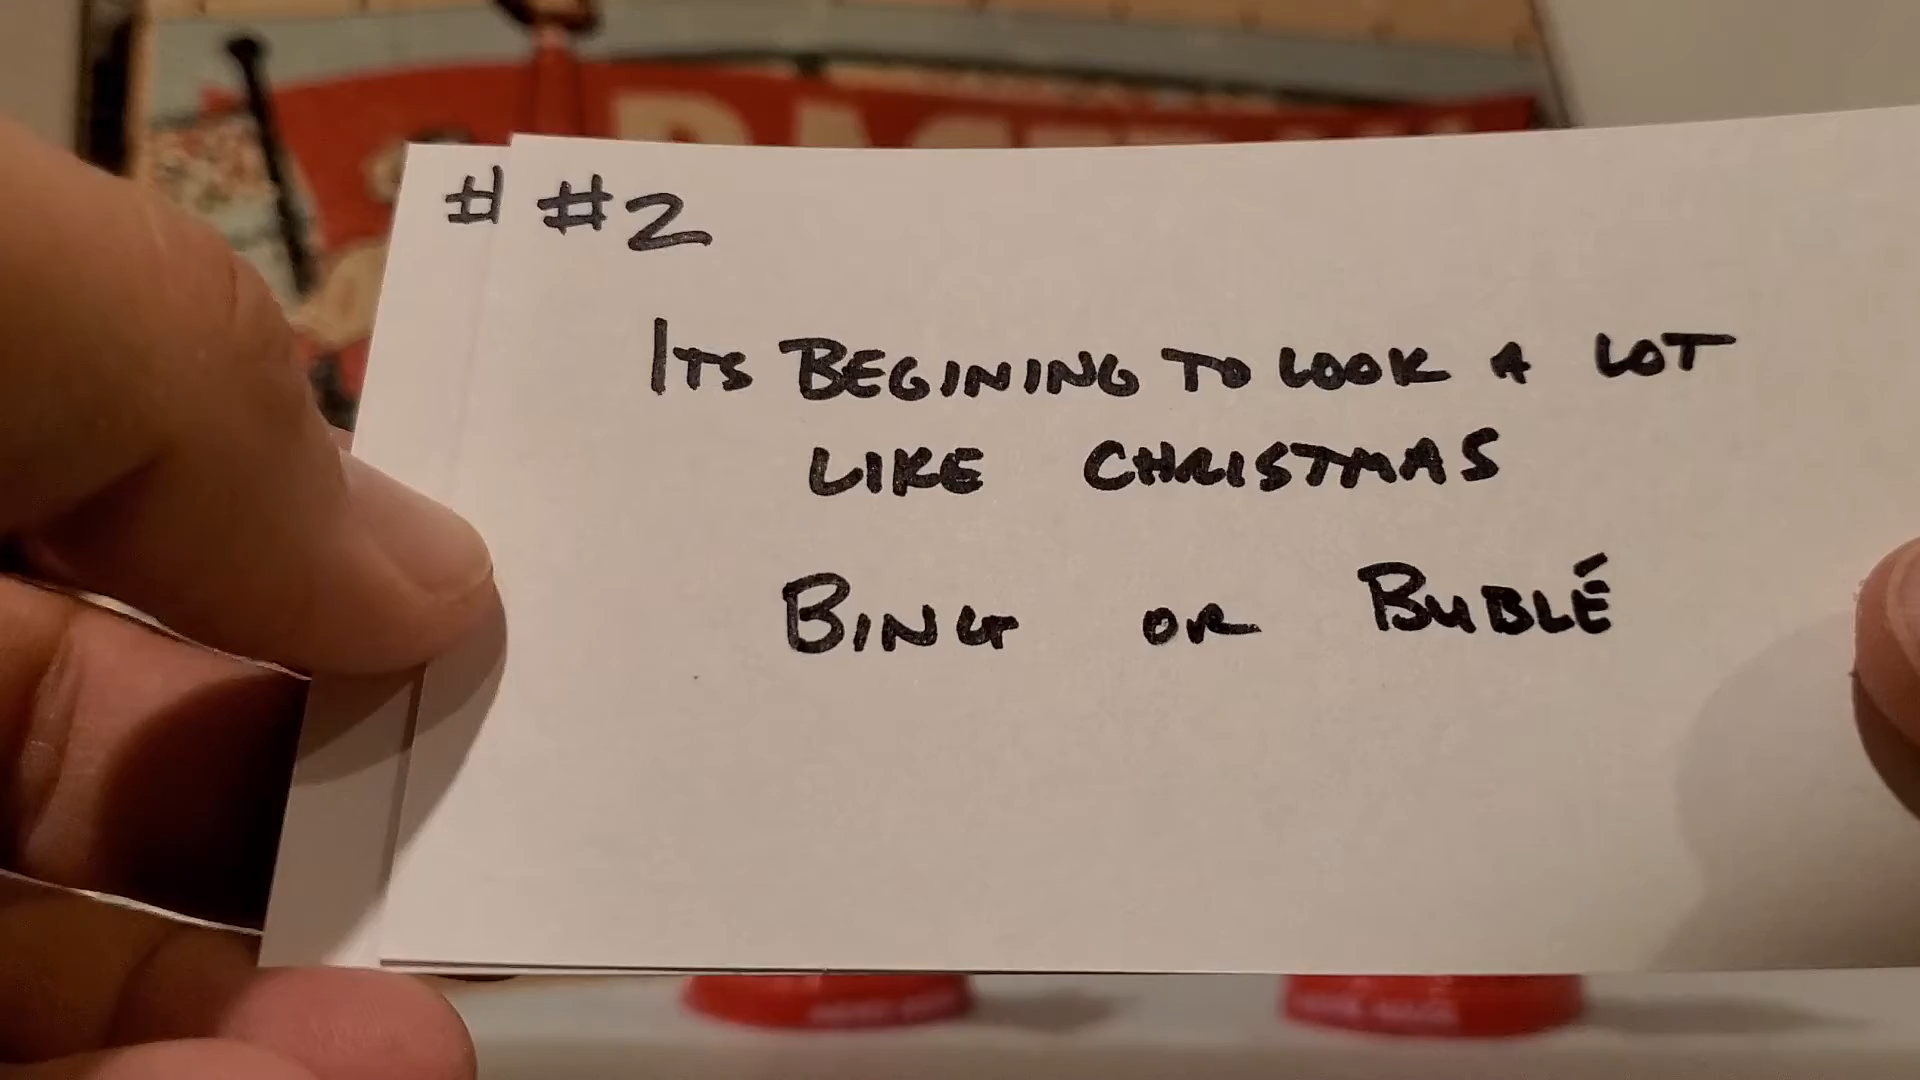 # #2
ITS BEGINING TO LOOK A LOT
LIKE CHRISTMAS
BING OR BUBLÉ